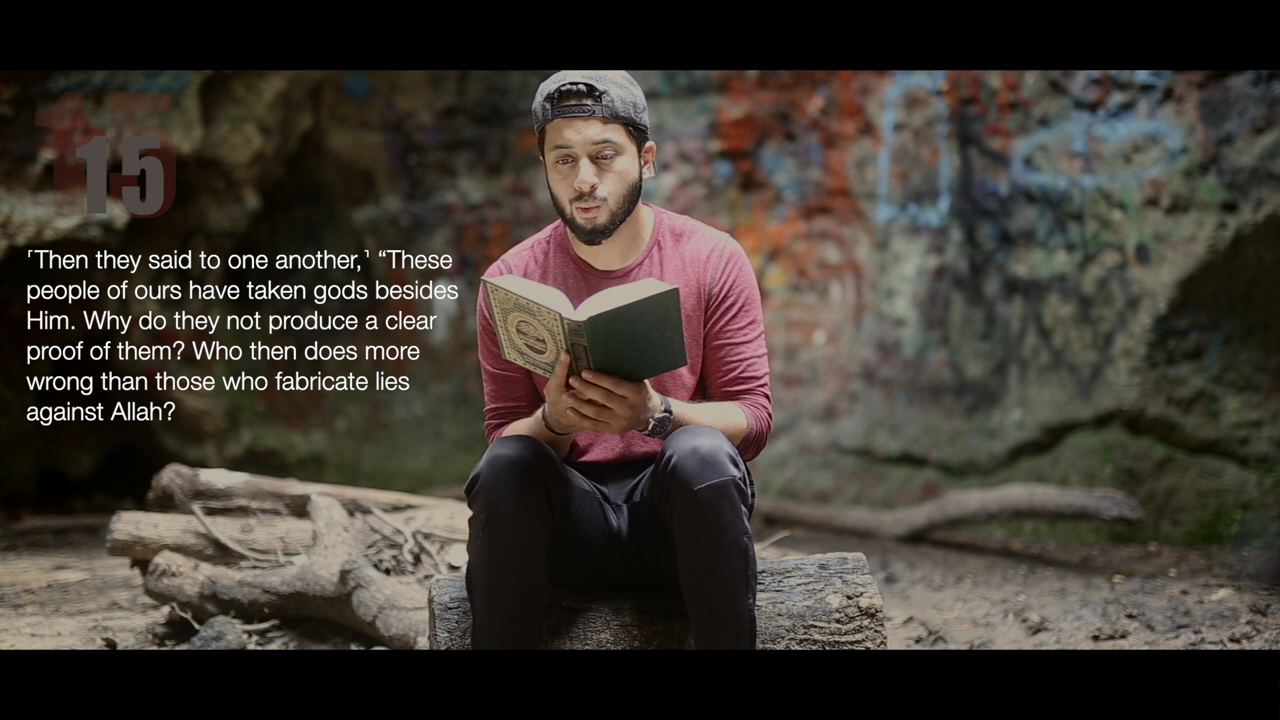 15
⸢Then they said to one another,⸣ “These
people of ours have taken gods besides
Him. Why do they not produce a clear
proof of them? Who then does more
wrong than those who fabricate lies
against Allah?